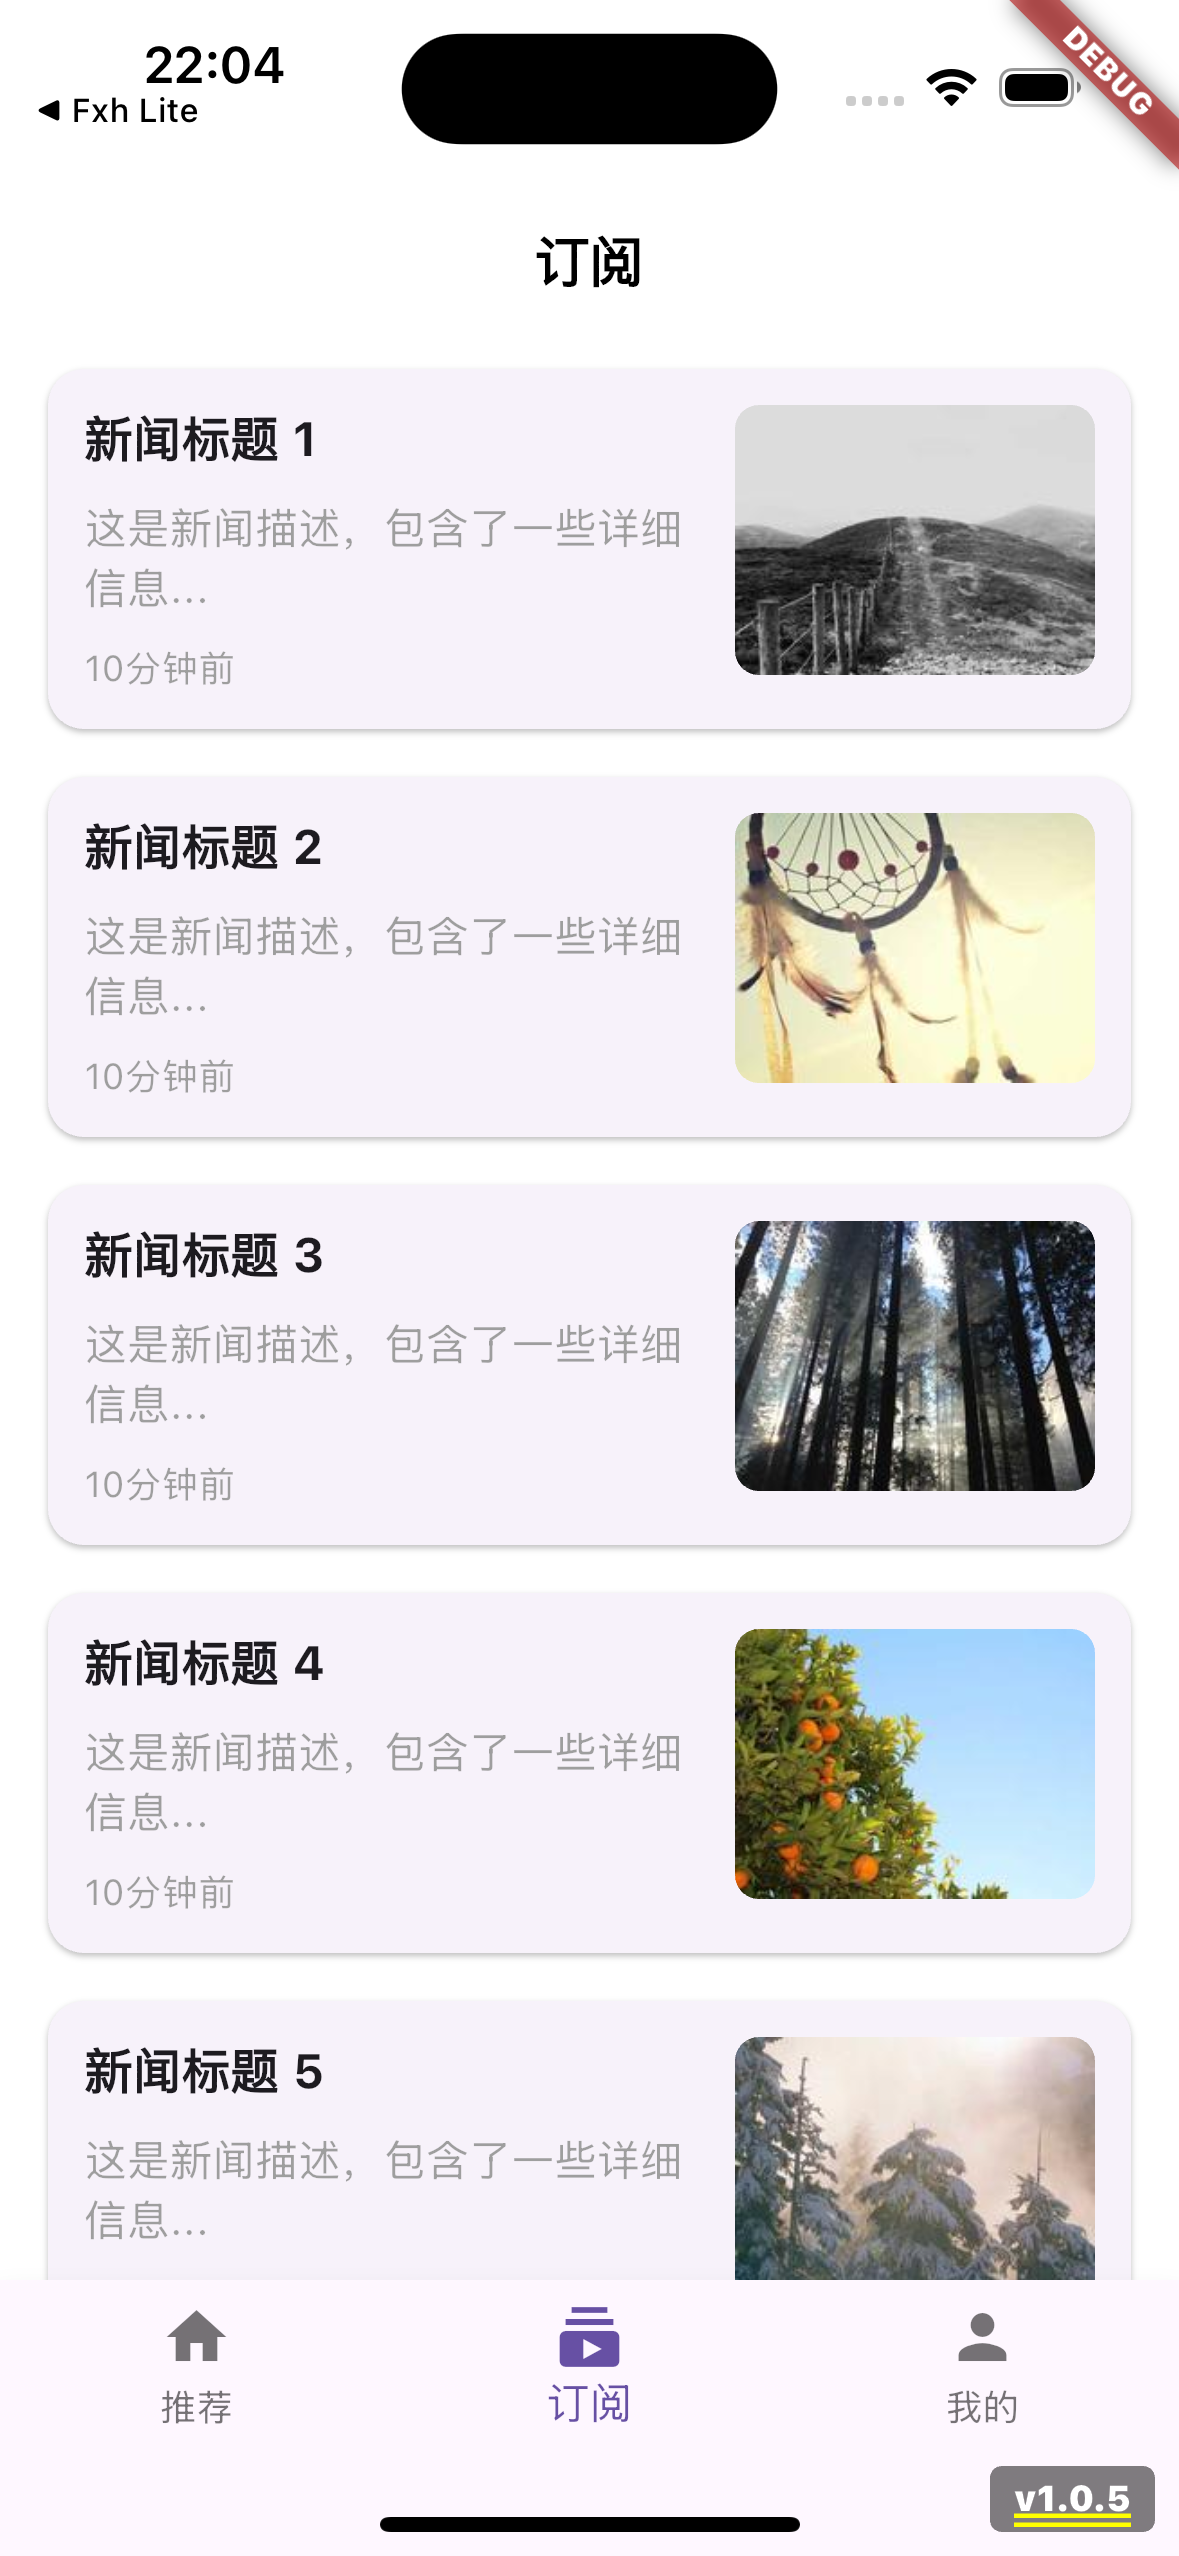 22:04
Fxh Lite
DEBUG
订阅
新闻标题 1
这是新闻描述，包含了一些详细
信息...
10分钟前
新闻标题 2
这是新闻描述，包含了一些详细
信息...
10分钟前
新闻标题 3
这是新闻描述，包含了一些详细
信息...
10分钟前
新闻标题 4
这是新闻描述，包含了一些详细
信息...
10分钟前
新闻标题 5
这是新闻描述，包含了一些详细
信息...
推荐
订阅
我的
v1.0.5